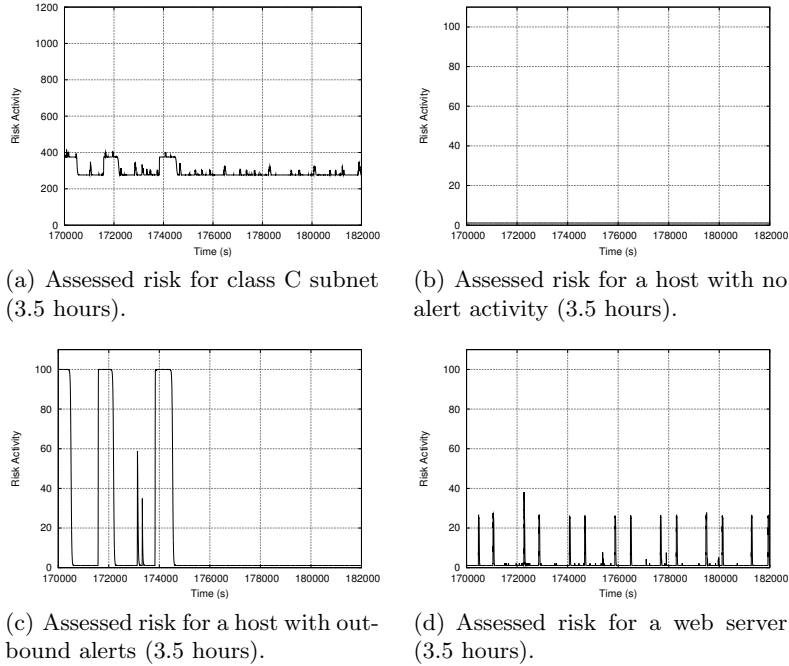 1200
1000
800
600
400
200
0
Risk Activity
170000 172000 174000 176000 178000 180000 182000
Time (s)
(a) Assessed risk for class C subnet
(3.5 hours).
100
80
60
40
20
0
Risk Activity
170000 172000 174000 176000 178000 180000 182000
Time (s)
(b) Assessed risk for a host with no
alert activity (3.5 hours).
100
80
60
40
20
0
Risk Activity
170000 172000 174000 176000 178000 180000 182000
Time (s)
(c) Assessed risk for a host with out-
bound alerts (3.5 hours).
100
80
60
40
20
0
Risk Activity
170000 172000 174000 176000 178000 180000 182000
Time (s)
(d) Assessed risk for a web server
(3.5 hours).